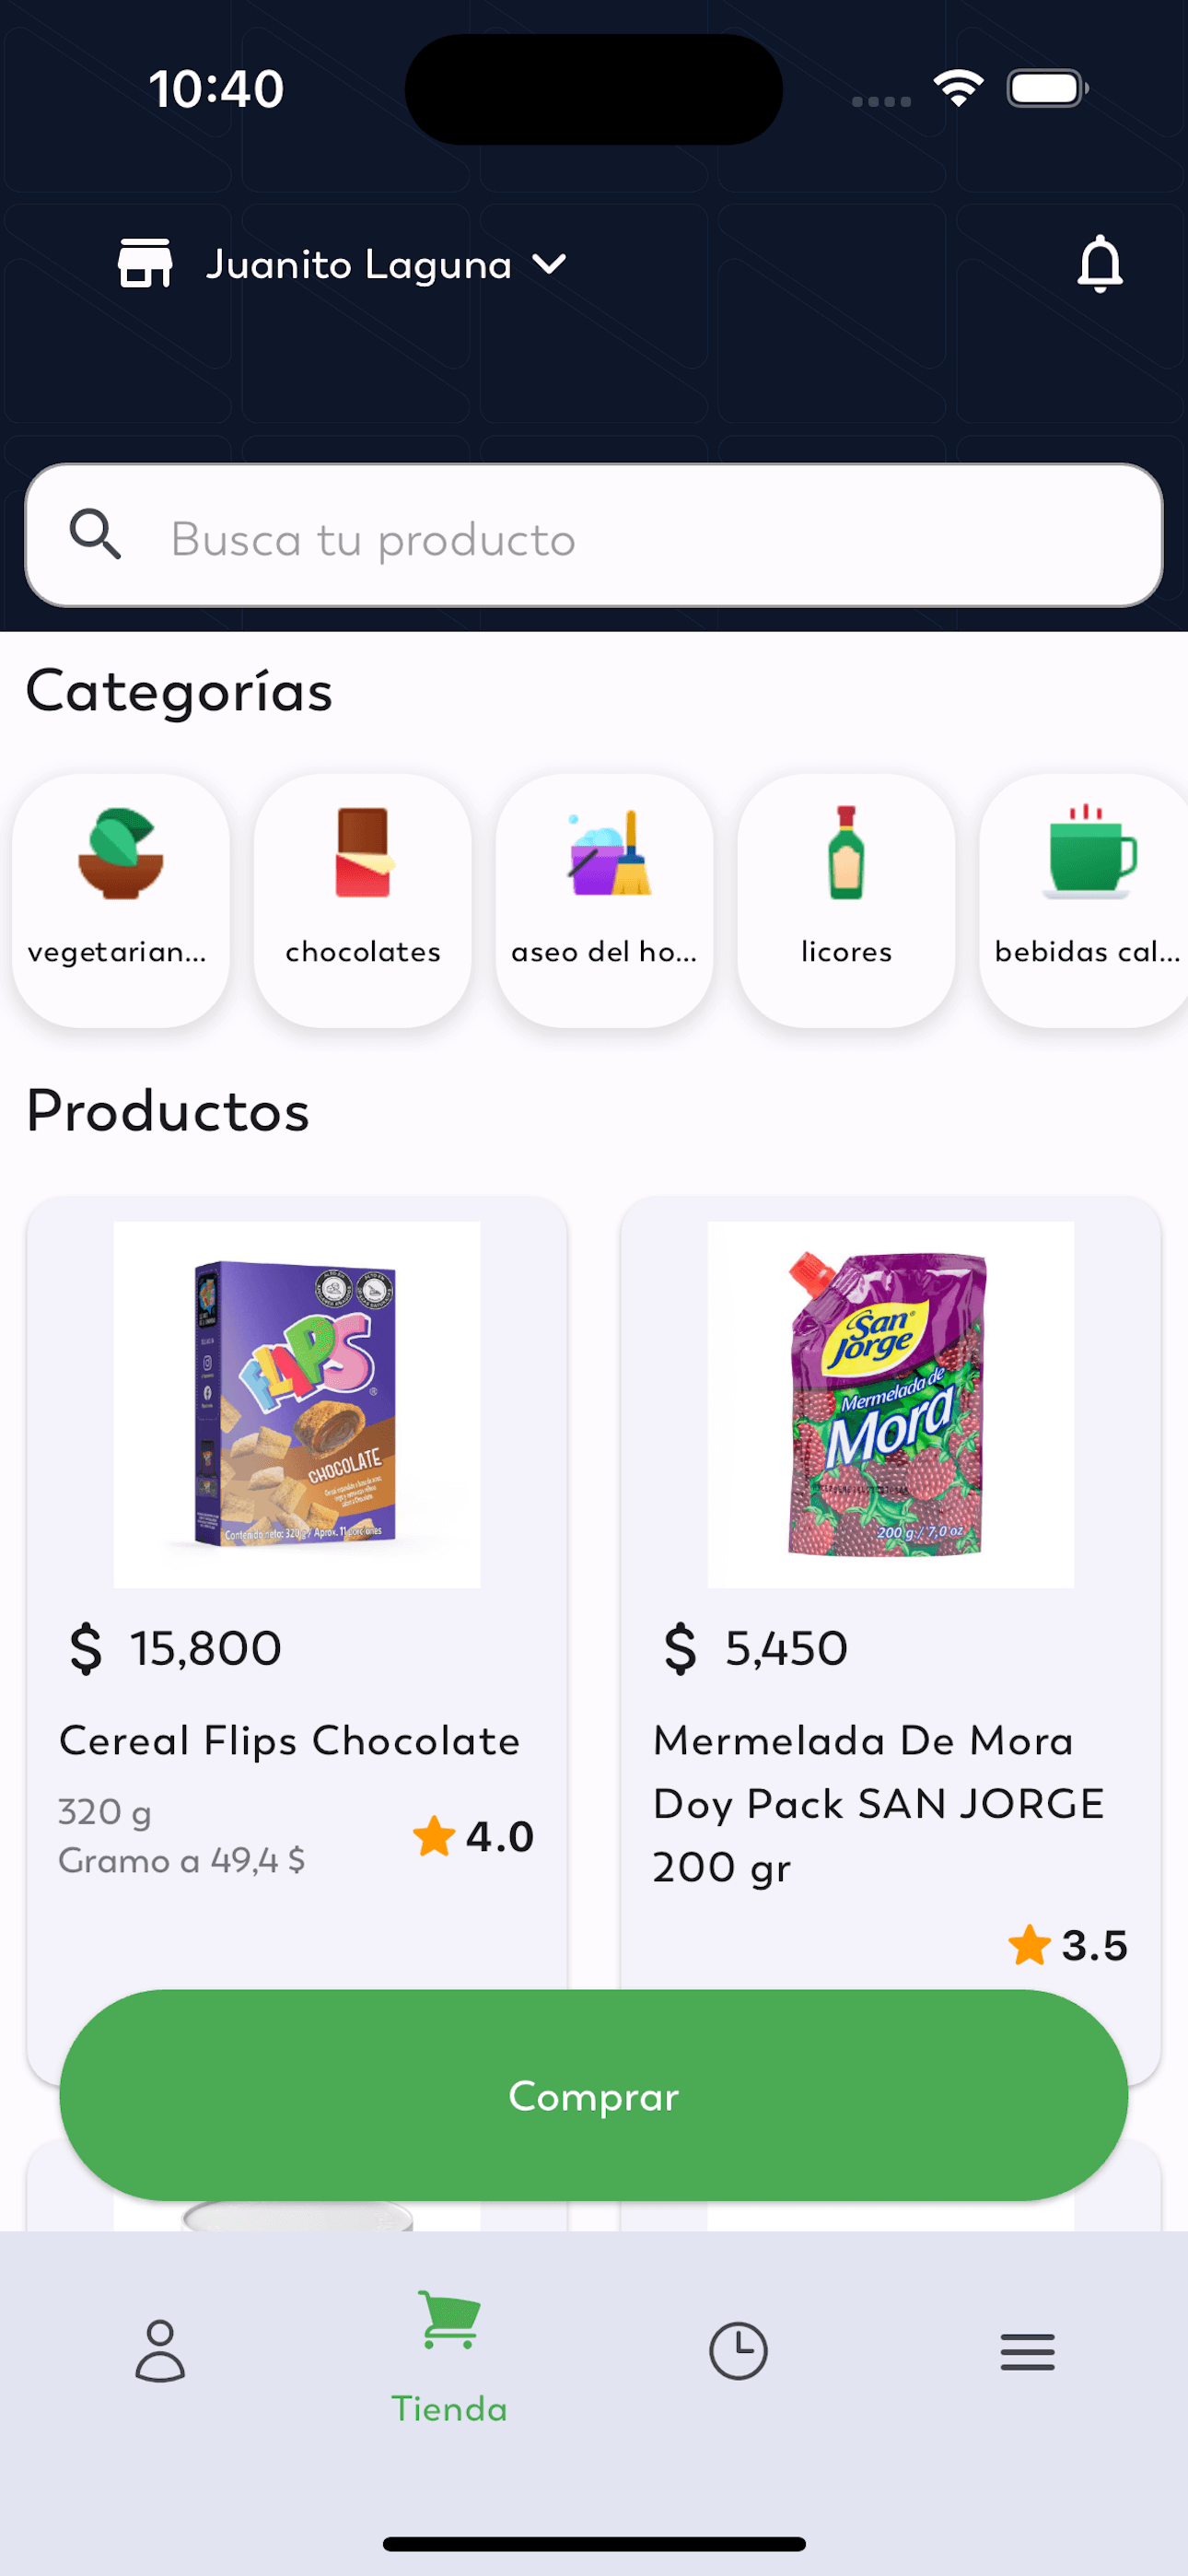 10:40
Juanito Laguna
Busca tu producto
Categorías
vegetarian...
chocolates
aseo del ho...
licores
bebidas cal...
Productos
FLIPS
CHOCOLATE
Contenido neto: 320 g / Aprox. 11 porciones
San
Jorge
Mermelada de
Mora
200 g / 7,0 oz
$ 15,800
Cereal Flips Chocolate
320 g
Gramo a 49,4 $
4.0
$ 5,450
Mermelada De Mora
Doy Pack SAN JORGE
200 gr
3.5
Comprar
Tienda